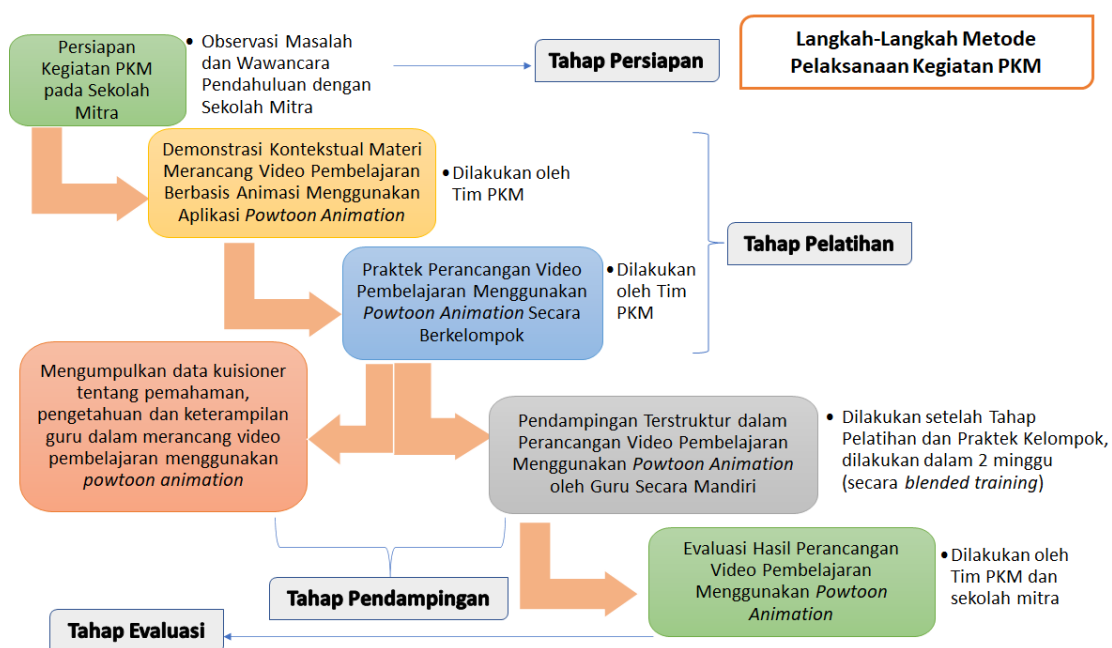 Persiapan
Kegiatan PKM
pada Sekolah
Mitra
• Observasi Masalah
dan Wawancara
Pendahuluan dengan
Sekolah Mitra
Tahap Persiapan
Langkah-Langkah Metode
Pelaksanaan Kegiatan PKM
Demonstrasi Kontekstual Materi
Merancang Video Pembelajaran
Berbasis Animasi Menggunakan
Aplikasi Powtoon Animation
•Dilakukan oleh
Tim PKM
Tahap Pelatihan
Praktek Perancangan Video
Pembelajaran Menggunakan
Powtoon Animation Secara
Berkelompok
•Dilakukan
oleh Tim
PKM
Mengumpulkan data kuisioner
tentang pemahaman,
pengetahuan dan keterampilan
guru dalam merancang video
pembelajaran menggunakan
powtoon animation
Pendampingan Terstruktur dalam
Perancangan Video Pembelajaran
Menggunakan Powtoon Animation
oleh Guru Secara Mandiri
• Dilakukan setelah Tahap
Pelatihan dan Praktek Kelompok,
dilakukan dalam 2 minggu
(secara blended training)
Tahap Pendampingan
Evaluasi Hasil Perancangan
Video Pembelajaran
Menggunakan Powtoon
Animation
•Dilakukan oleh
Tim PKM dan
sekolah mitra
Tahap Evaluasi